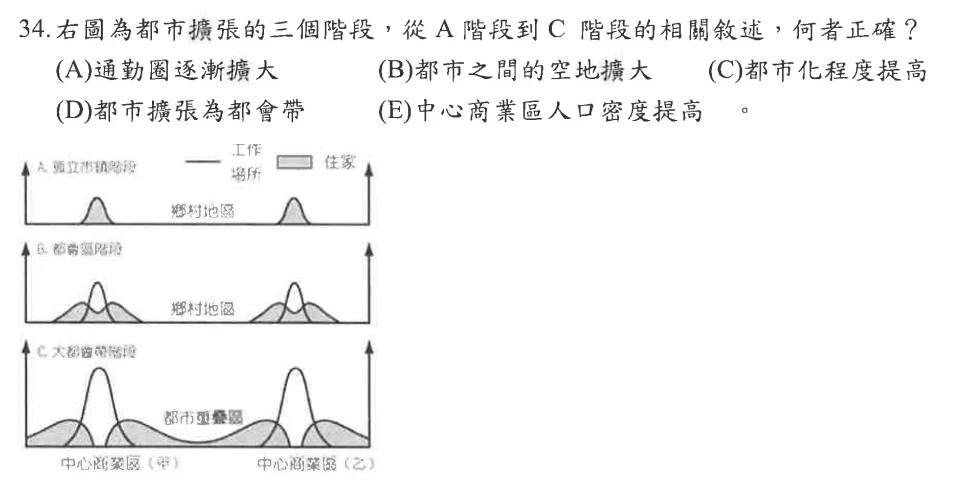 34.右圖為都市擴張的三個階段，從 A 階段到 C 階段的相關敘述，何者正確？
(A)通勤圈逐漸擴大 (B)都市之間的空地擴大 (C)都市化程度提高
(D)都市擴張為都會帶 (E)中心商業區人口密度提高 。
A. 孤立市鎮階段 工作場所 住家
鄉村地區
B. 都會區階段
鄉村地區
C. 大都會帶階段
都市重疊區
中心商業區（甲） 中心商業區（乙）